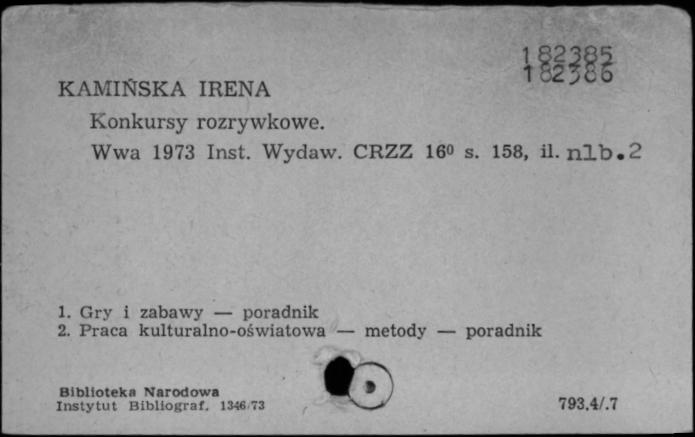 182385
182386
KAMIŃSKA IRENA
Konkursy rozrywkowe.
Wwa 1973 Inst. Wydaw. CRZZ 16⁰ s. 158, il. nlb.2
1. Gry i zabawy — poradnik
2. Praca kulturalno-oświatowa — metody — poradnik
Biblioteka Narodowa
Instytut Bibliograf. 1346/73
793.4/.7